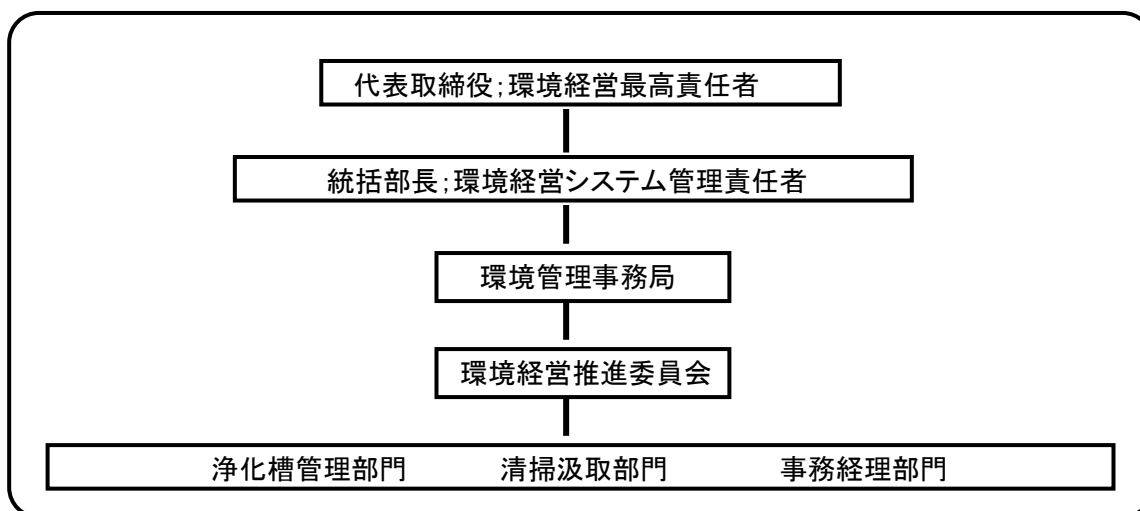 代表取締役;環境経営最高責任者
統括部長;環境経営システム管理責任者
環境管理事務局
環境経営推進委員会
浄化槽管理部門 清掃汲取部門 事務経理部門